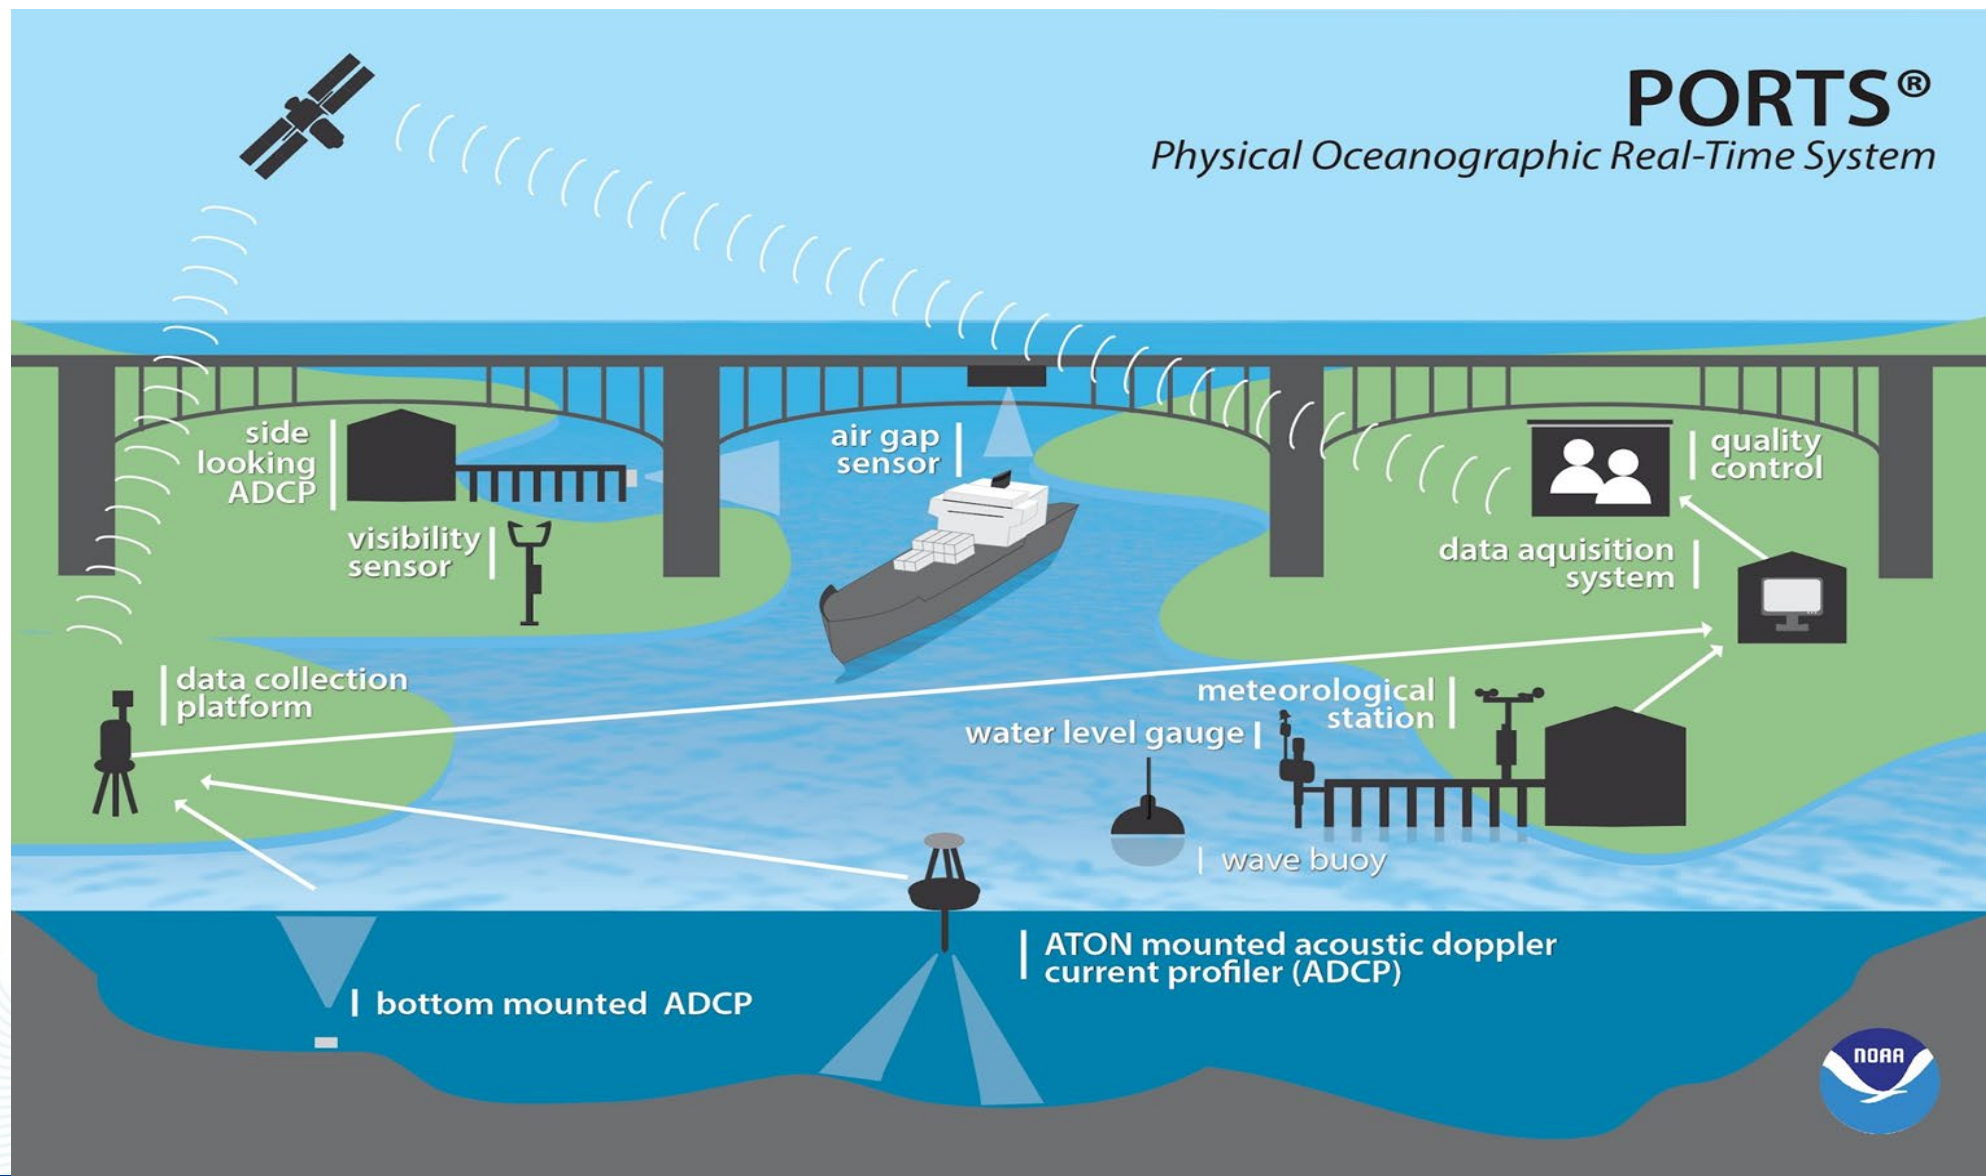 PORTS®
Physical Oceanographic Real-Time System
side
looking
ADCP
air gap
sensor
quality
control
visibility
sensor
data aquisition
system
data collection
platform
meteorological
station
water level gauge
wave buoy
ATON mounted acoustic doppler
current profiler (ADCP)
bottom mounted ADCP
NOAA